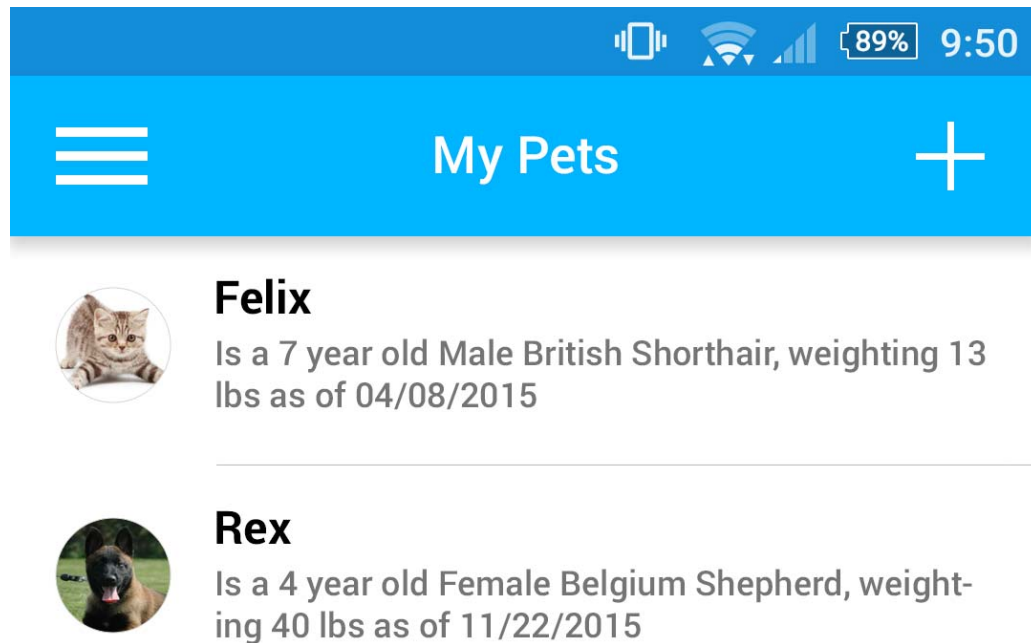 89% 9:50
My Pets
Felix
Is a 7 year old Male British Shorthair, weighting 13
lbs as of 04/08/2015
Rex
Is a 4 year old Female Belgium Shepherd, weight-
ing 40 lbs as of 11/22/2015